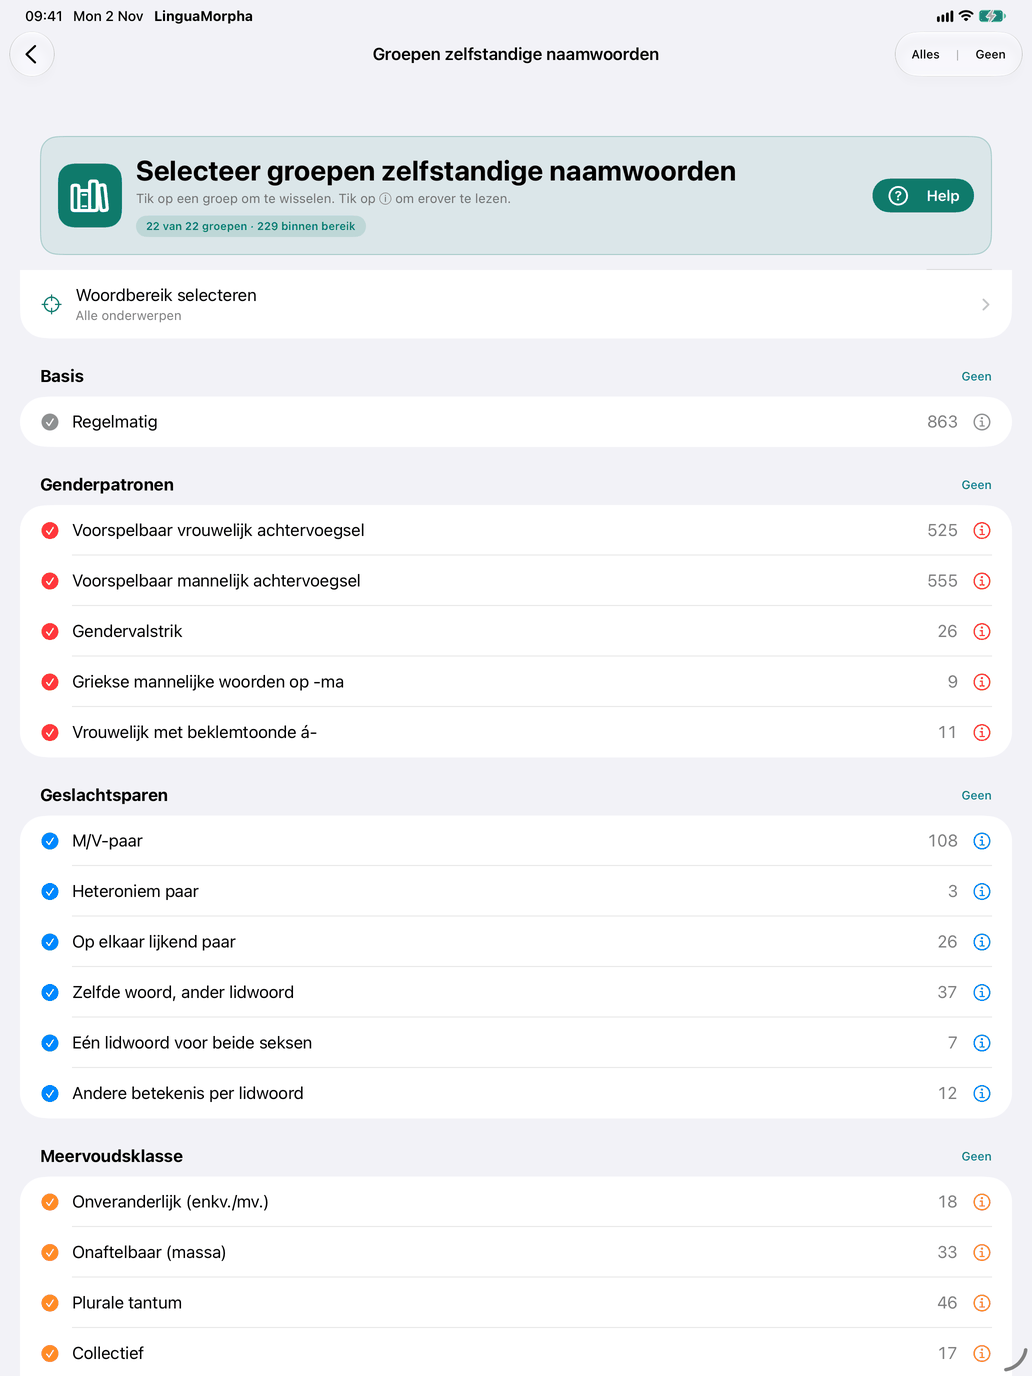 09:41 Mon 2 Nov LinguaMorpha
Groepen zelfstandige naamwoorden
Alles | Geen
Selecteer groepen zelfstandige naamwoorden
Tik op een groep om te wisselen. Tik op ⓘ om erover te lezen.
22 van 22 groepen · 229 binnen bereik
Help
Woordbereik selecteren
Alle onderwerpen
Basis Geen
Regelmatig 863
Genderpatronen Geen
Voorspelbaar vrouwelijk achtervoegsel 525
Voorspelbaar mannelijk achtervoegsel 555
Gendervalstrik 26
Griekse mannelijke woorden op -ma 9
Vrouwelijk met beklemtoonde á- 11
Geslachtsparen Geen
M/V-paar 108
Heteroniem paar 3
Op elkaar lijkend paar 26
Zelfde woord, ander lidwoord 37
Eén lidwoord voor beide seksen 7
Andere betekenis per lidwoord 12
Meervoudsklasse Geen
Onveranderlijk (enkv./mv.) 18
Onaftelbaar (massa) 33
Plurale tantum 46
Collectief 17